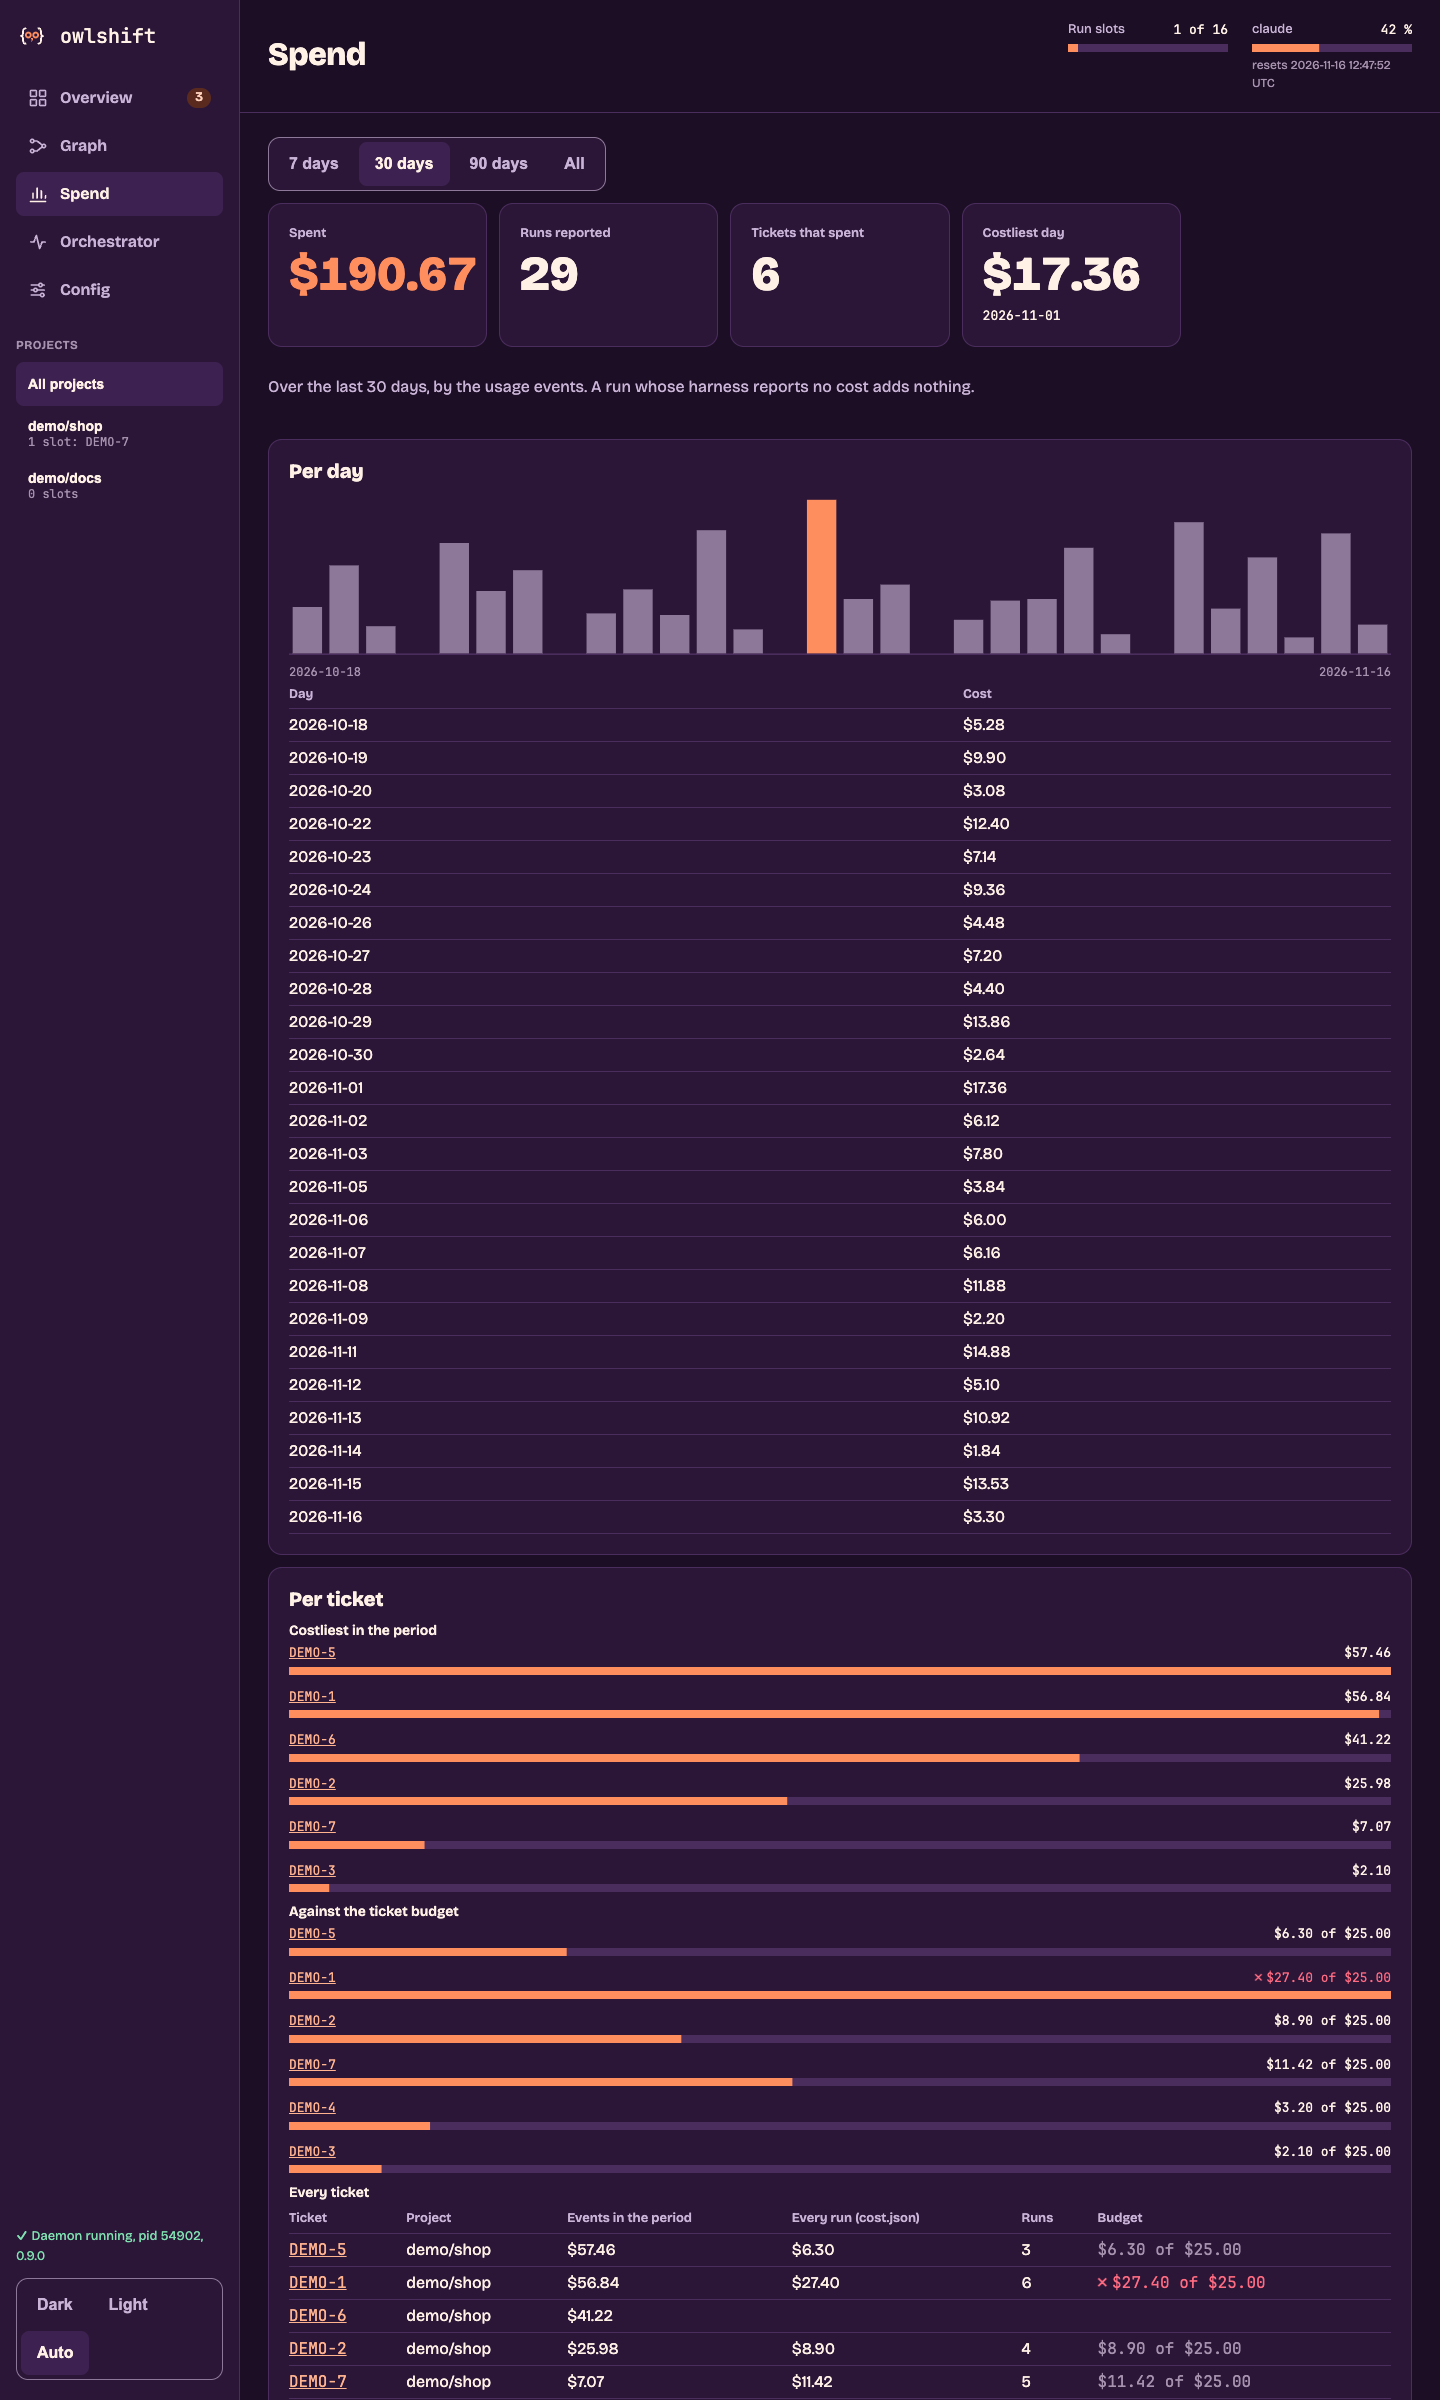 owlshift
Overview 3
Graph
Spend
Orchestrator
Config
PROJECTS
All projects
demo/shop
1 slot: DEMO-7
demo/docs
0 slots
✓ Daemon running, pid 54902,
0.9.0
Dark Light
Auto
Spend
Run slots 1 of 16
claude 42 %
resets 2026-11-16 12:47:52
UTC
7 days 30 days 90 days All
Spent
$190.67
Runs reported
29
Tickets that spent
6
Costliest day
$17.36
2026-11-01
Over the last 30 days, by the usage events. A run whose harness reports no cost adds nothing.
Per day
2026-10-18 2026-11-16
Day Cost
2026-10-18 $5.28
2026-10-19 $9.90
2026-10-20 $3.08
2026-10-22 $12.40
2026-10-23 $7.14
2026-10-24 $9.36
2026-10-26 $4.48
2026-10-27 $7.20
2026-10-28 $4.40
2026-10-29 $13.86
2026-10-30 $2.64
2026-11-01 $17.36
2026-11-02 $6.12
2026-11-03 $7.80
2026-11-05 $3.84
2026-11-06 $6.00
2026-11-07 $6.16
2026-11-08 $11.88
2026-11-09 $2.20
2026-11-11 $14.88
2026-11-12 $5.10
2026-11-13 $10.92
2026-11-14 $1.84
2026-11-15 $13.53
2026-11-16 $3.30
Per ticket
Costliest in the period
DEMO-5 $57.46
DEMO-1 $56.84
DEMO-6 $41.22
DEMO-2 $25.98
DEMO-7 $7.07
DEMO-3 $2.10
Against the ticket budget
DEMO-5 $6.30 of $25.00
DEMO-1 ✕ $27.40 of $25.00
DEMO-2 $8.90 of $25.00
DEMO-7 $11.42 of $25.00
DEMO-4 $3.20 of $25.00
DEMO-3 $2.10 of $25.00
Every ticket
Ticket Project Events in the period Every run (cost.json) Runs Budget
DEMO-5 demo/shop $57.46 $6.30 3 $6.30 of $25.00
DEMO-1 demo/shop $56.84 $27.40 6 ✕ $27.40 of $25.00
DEMO-6 demo/shop $41.22
DEMO-2 demo/shop $25.98 $8.90 4 $8.90 of $25.00
DEMO-7 demo/shop $7.07 $11.42 5 $11.42 of $25.00